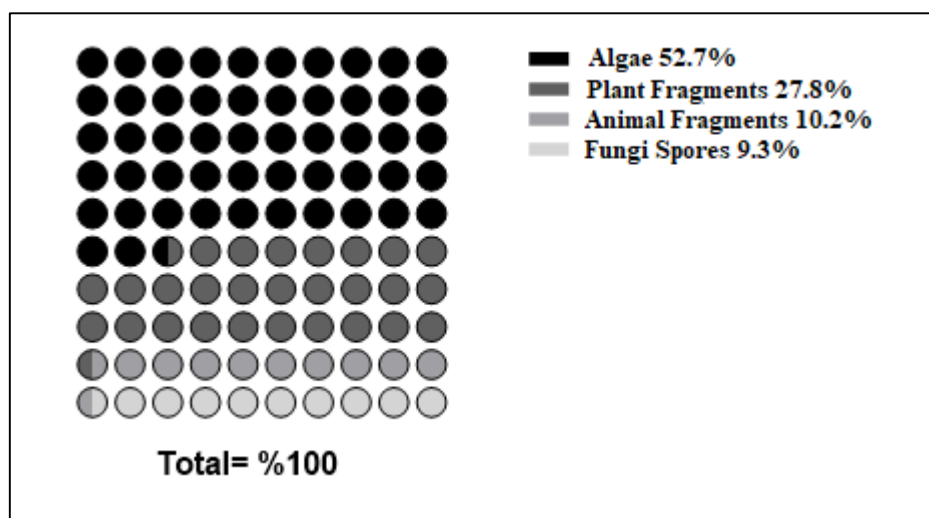 Algae 52.7%
Plant Fragments 27.8%
Animal Fragments 10.2%
Fungi Spores 9.3%
Total= %100